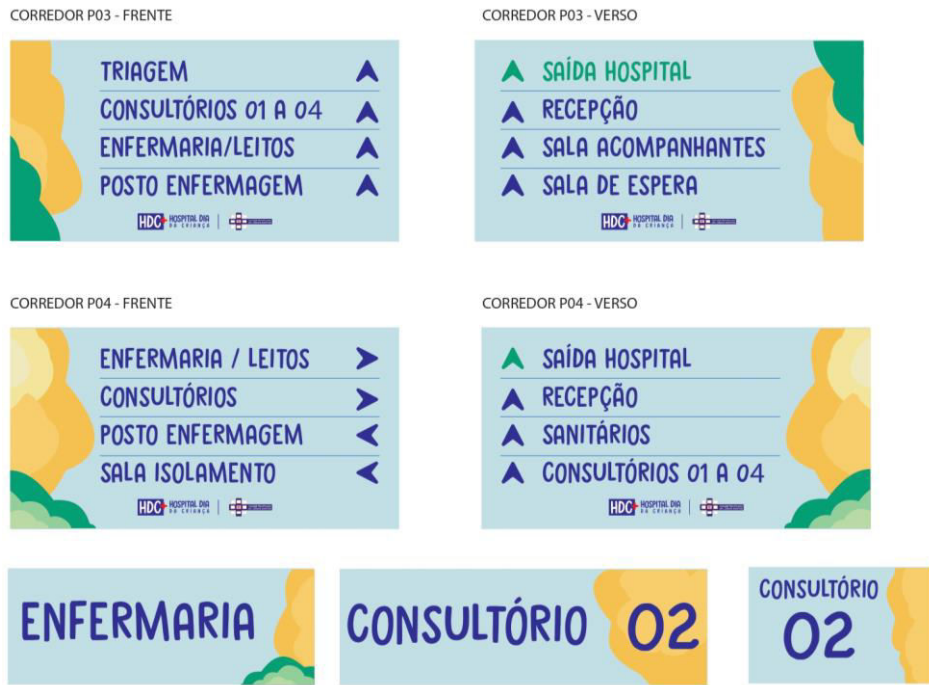 CORREDOR P03 - FRENTE
TRIAGEM
CONSULTÓRIOS 01 A 04
ENFERMARIA/LEITOS
POSTO ENFERMAGEM
HDC HOSPITAL DIA
DA CRIANÇA
CORREDOR P03 - VERSO
SAÍDA HOSPITAL
RECEPÇÃO
SALA ACOMPANHANTES
SALA DE ESPERA
HDC HOSPITAL DIA
DA CRIANÇA
CORREDOR P04 - FRENTE
ENFERMARIA / LEITOS
CONSULTÓRIOS
POSTO ENFERMAGEM
SALA ISOLAMENTO
HDC HOSPITAL DIA
DA CRIANÇA
CORREDOR P04 - VERSO
SAÍDA HOSPITAL
RECEPÇÃO
SANITÁRIOS
CONSULTÓRIOS 01 A 04
HDC HOSPITAL DIA
DA CRIANÇA
ENFERMARIA
CONSULTÓRIO 02
CONSULTÓRIO
02